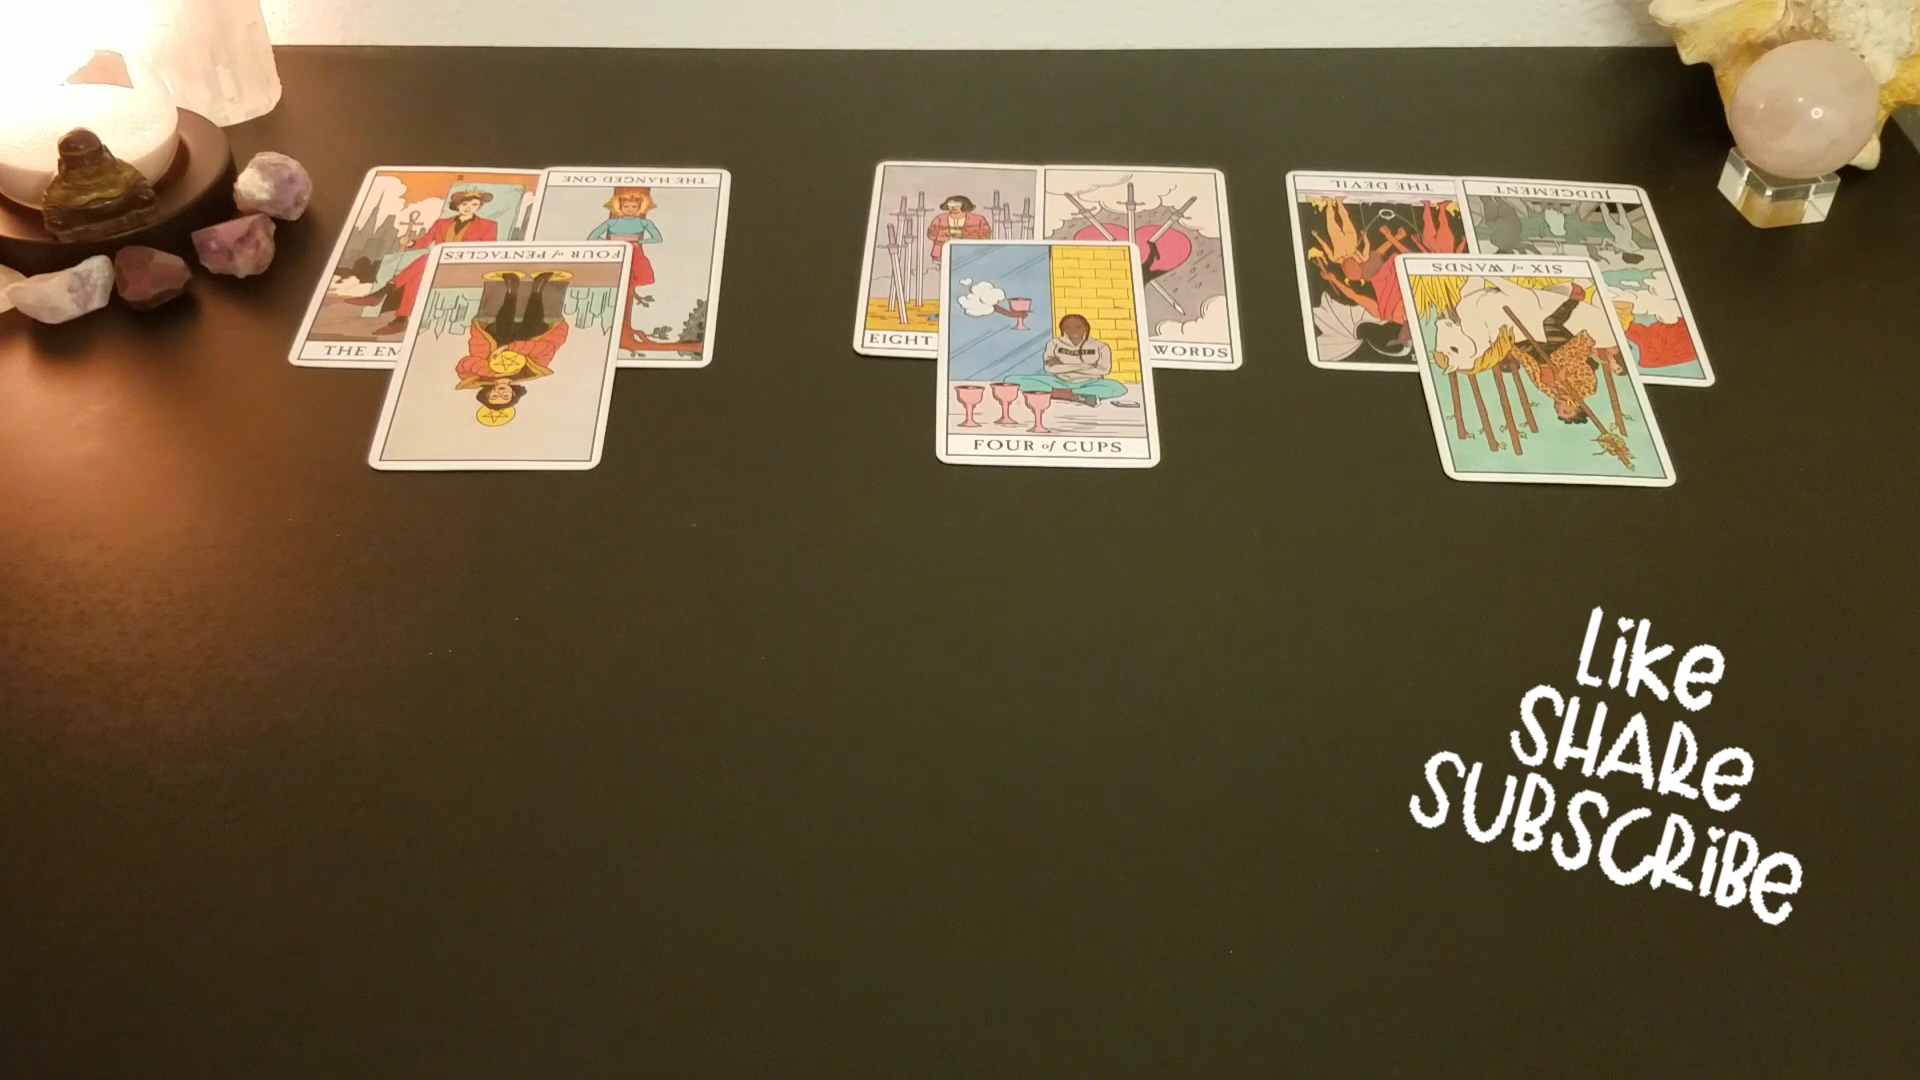 THE HANGED ONE
THE EM
FOUR of PENTACLES
EIGHT
WORDS
FOUR of CUPS
THE DEVIL
JUDGEMENT
SIX of WANDS
Like
SHARe
SUBSCRiBe